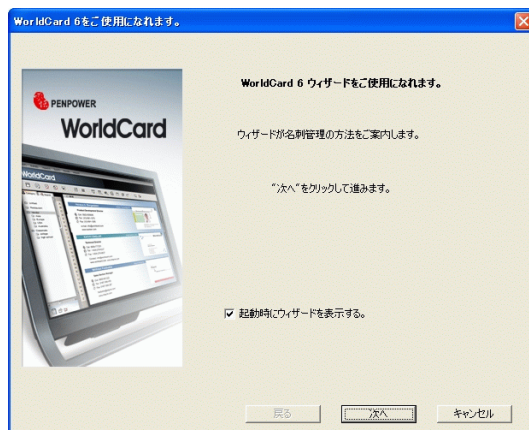 WorldCard 6をご使用になれます。
PENPOWER
WorldCard
WorldCard
WorldCard 6 ウィザードをご使用になれます。
ウィザードが名刺管理の方法をご案内します。
"次へ"をクリックして進みます。
起動時にウィザードを表示する。
戻る
次へ
キャンセル